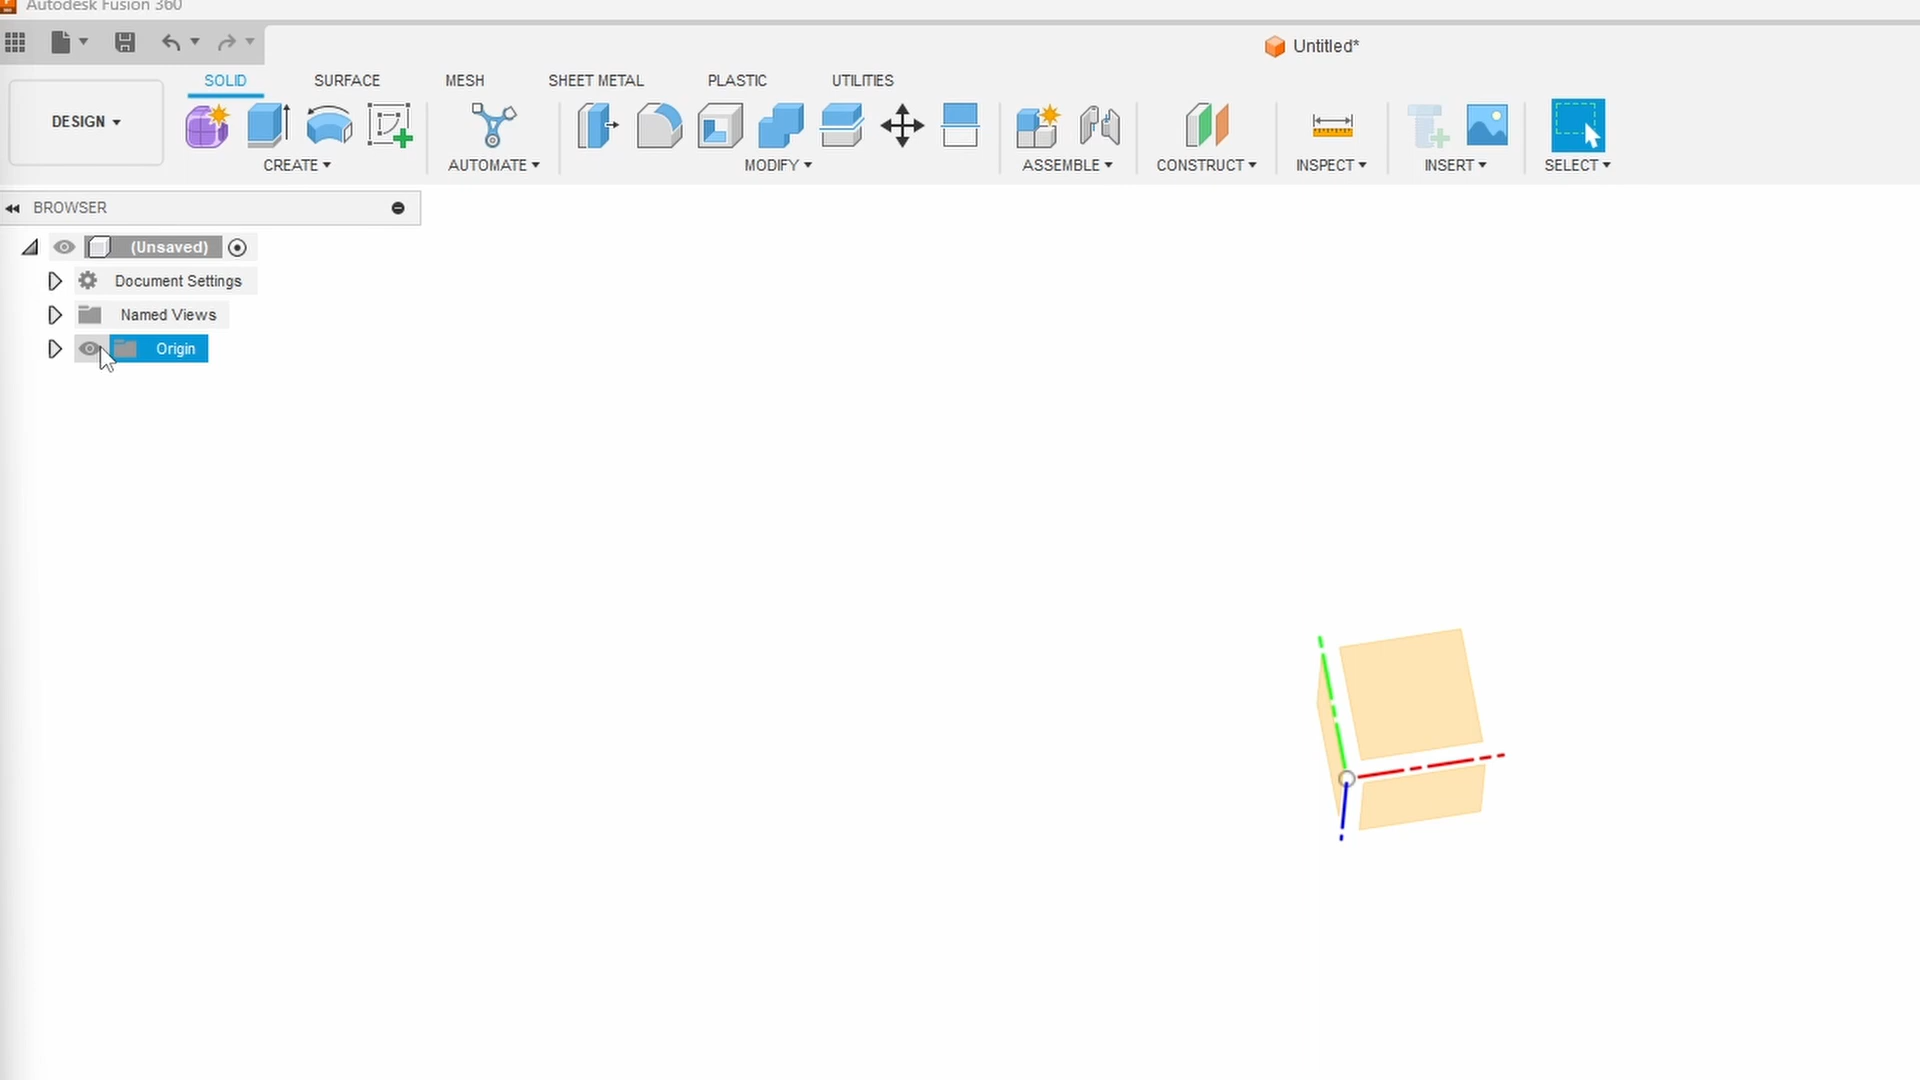 Autodesk Fusion 360
Untitled*
SOLID SURFACE MESH SHEET METAL PLASTIC UTILITIES
DESIGN
CREATE AUTOMATE MODIFY ASSEMBLE CONSTRUCT INSPECT INSERT SELECT
BROWSER
(Unsaved)
Document Settings
Named Views
Origin